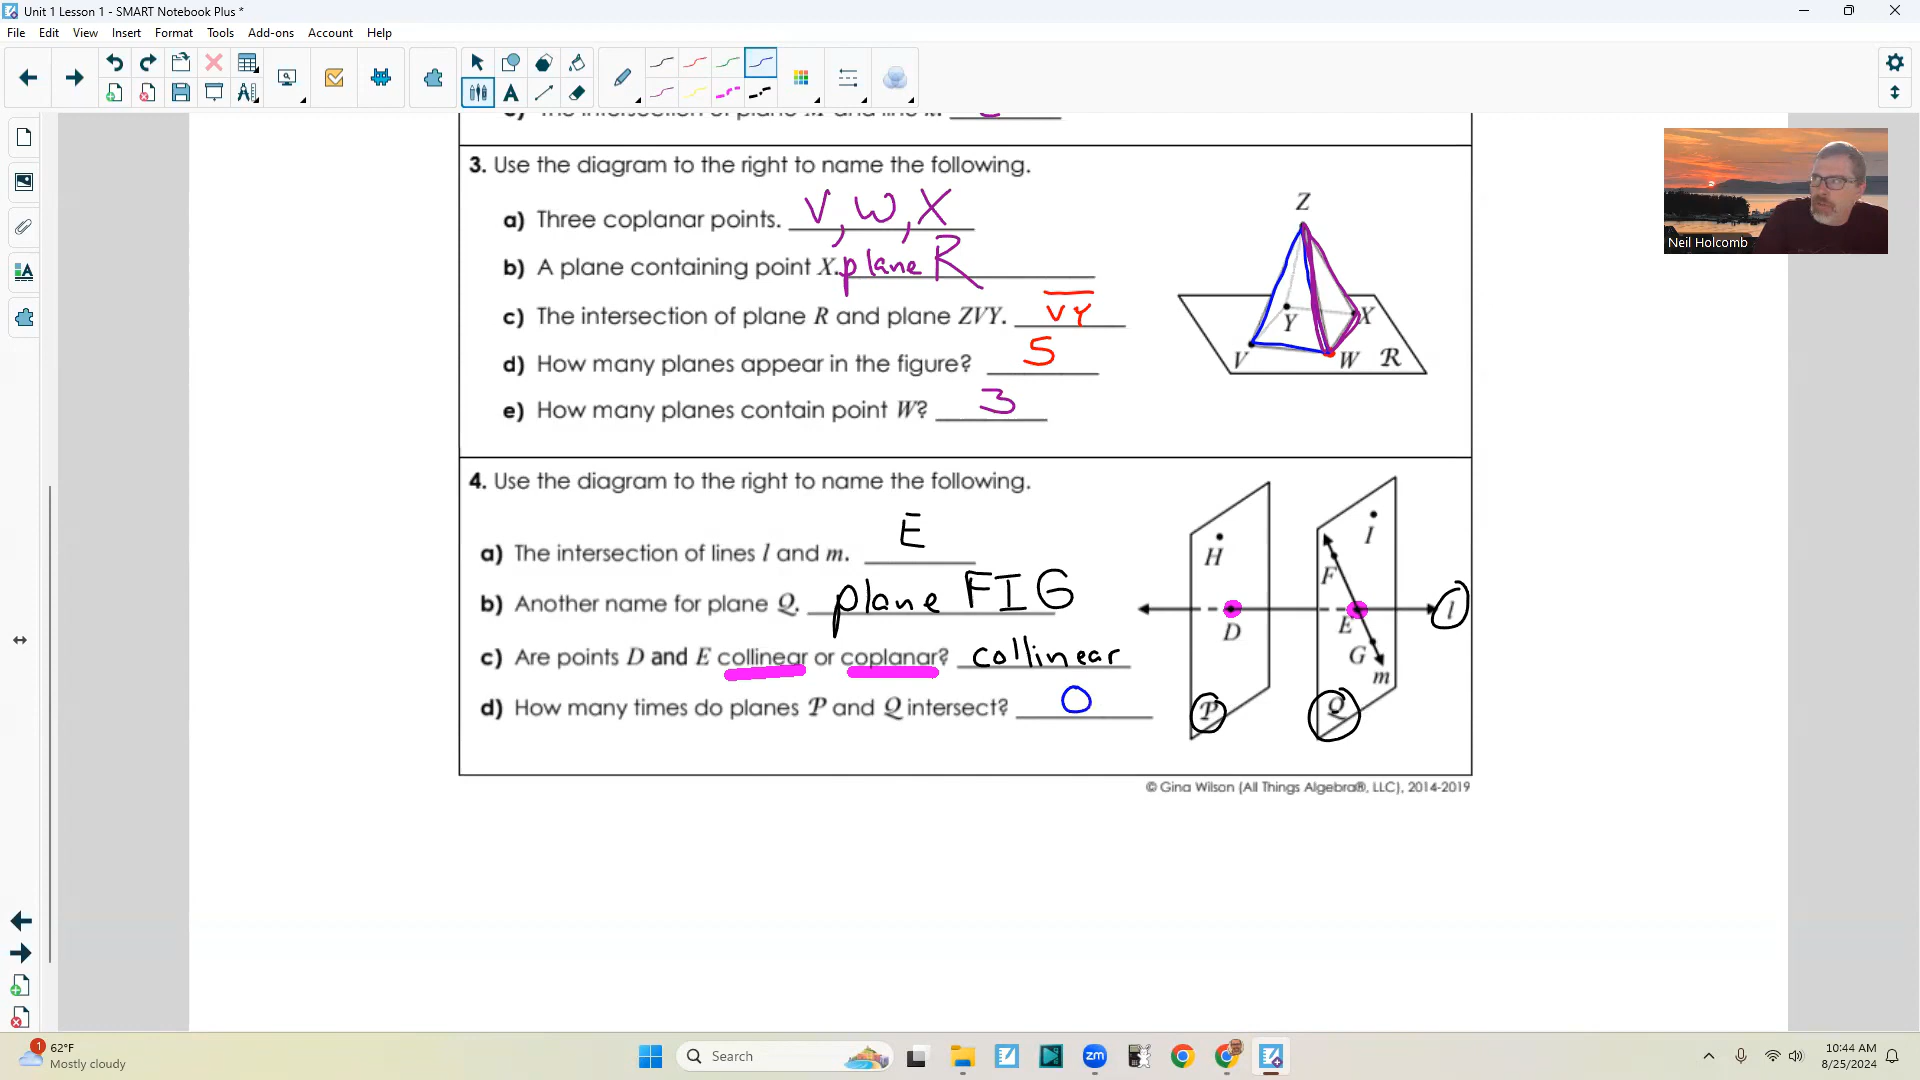 Unit 1 Lesson 1 - SMART Notebook Plus *
File Edit View Insert Format Tools Add-ons Account Help
3. Use the diagram to the right to name the following.
a) Three coplanar points. V, W, X
b) A plane containing point X. plane R
c) The intersection of plane R and plane ZVY. VY
d) How many planes appear in the figure? 5
e) How many planes contain point W? 3
Z
Y
X
V
W
R
4. Use the diagram to the right to name the following.
a) The intersection of lines l and m. E
b) Another name for plane Q. plane FIG
c) Are points D and E collinear or coplanar? collinear
d) How many times do planes P and Q intersect? 0
H
I
F
l
D
E
G
m
P
Q
© Gina Wilson (All Things Algebra®, LLC), 2014-2019
Neil Holcomb
1
62°F
Mostly cloudy
Search
zm
10:44 AM
8/25/2024